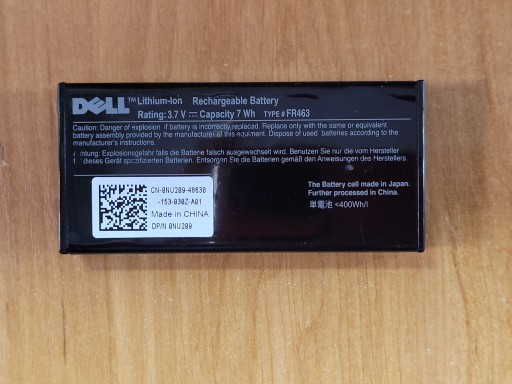 DELL™ Lithium-Ion Rechargeable Battery
Rating: 3.7 V ⎓ Capacity 7 Wh TYPE # FR463
Caution: Danger of explosion if battery is incorrectly replaced. Replace only with the same or equivalent
battery assembly provided by the manufacturer of this equipment. Dispose of used batteries according to the
manufacturer's instructions.
htung: Explosionsgefahr falls die Batterie falsch ausgewechselt wird. Benutzen Sie nur die vom Hersteller
dieses Gerät spezifizierten Batterien. Entsorgen Sie die Batterien gemäß den Anweisungen des Herstellers.
CN-0NU209-48630
-153-030Z-A01
Made in CHINA
DP/N 0NU209
The Battery cell made in Japan.
Further processed in China.
単電池 <400Wh/l